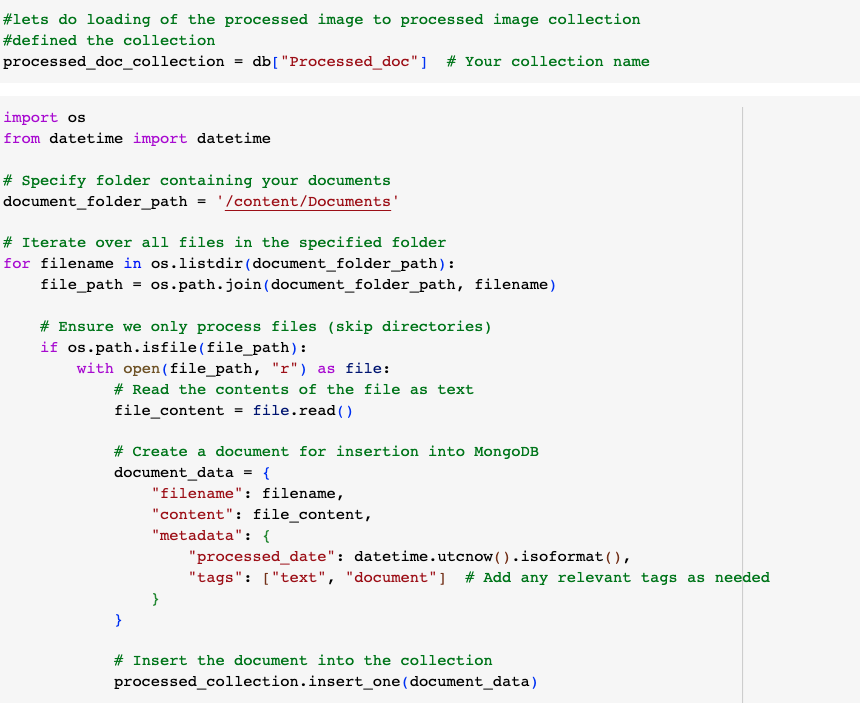 #lets do loading of the processed image to processed image collection
#defined the collection
processed_doc_collection = db["Processed_doc"]  # Your collection name
import os
from datetime import datetime
# Specify folder containing your documents
document_folder_path = '/content/Documents'
# Iterate over all files in the specified folder
for filename in os.listdir(document_folder_path):
    file_path = os.path.join(document_folder_path, filename)
    # Ensure we only process files (skip directories)
    if os.path.isfile(file_path):
        with open(file_path, "r") as file:
            # Read the contents of the file as text
            file_content = file.read()
            # Create a document for insertion into MongoDB
            document_data = {
                "filename": filename,
                "content": file_content,
                "metadata": {
                    "processed_date": datetime.utcnow().isoformat(),
                    "tags": ["text", "document"]  # Add any relevant tags as needed
                }
            }
            # Insert the document into the collection
            processed_collection.insert_one(document_data)